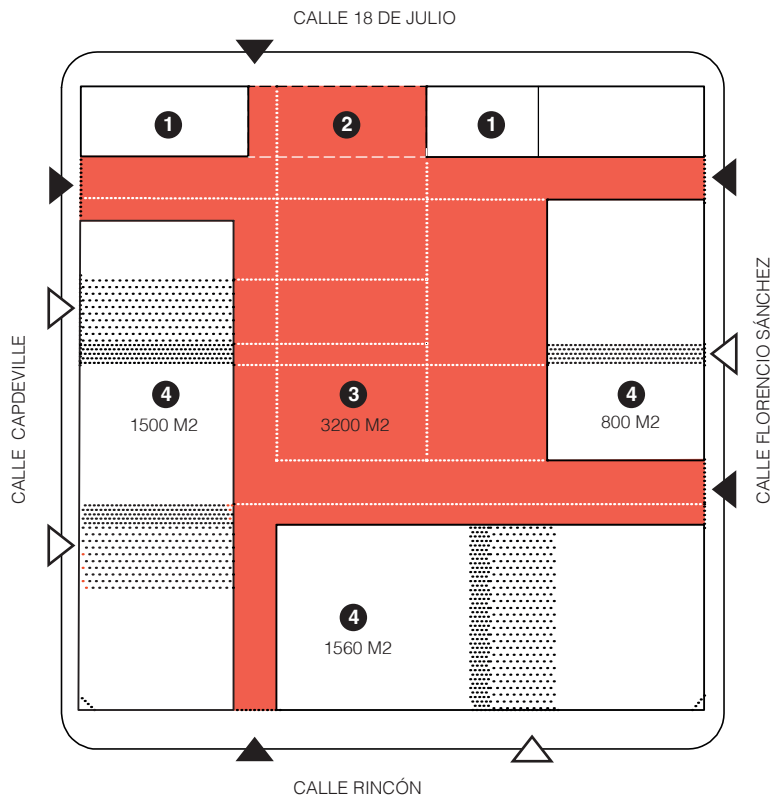 CALLE 18 DE JULIO
1
2
1
CALLE CAPDEVILLE
CALLE FLORENCIO SÁNCHEZ
4
1500 M2
3
3200 M2
4
800 M2
4
1560 M2
CALLE RINCÓN